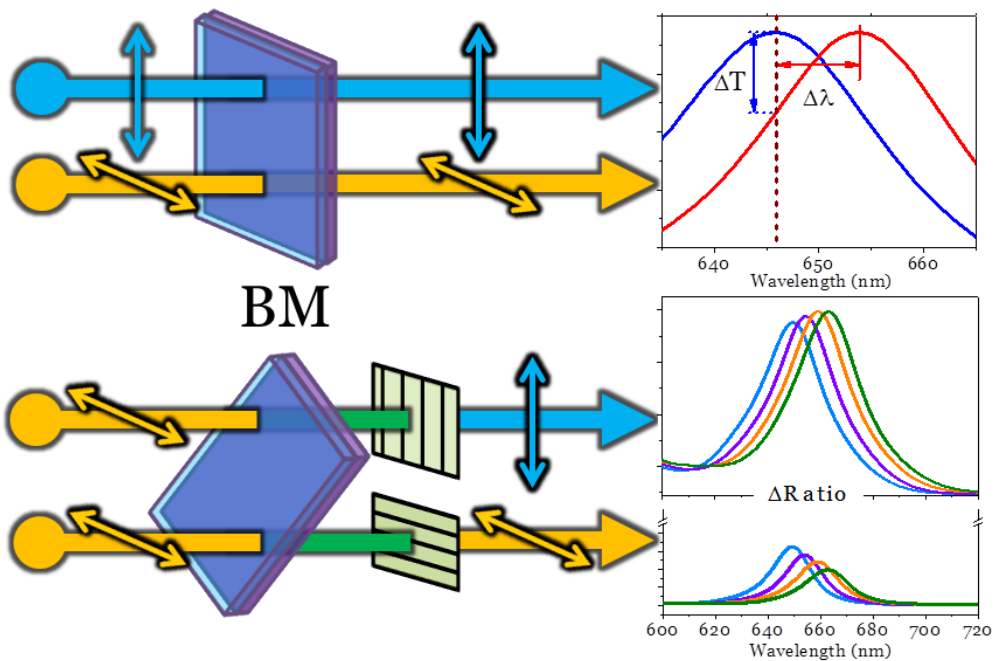 ΔT
Δλ
640 650 660
Wavelength (nm)
BM
ΔRatio
600 620 640 660 680 700 720
Wavelength (nm)